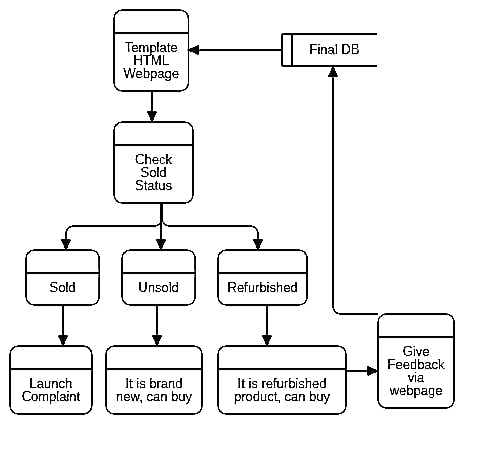 Template
HTML
Webpage
Final DB
Check
Sold
Status
Sold
Unsold
Refurbished
Launch
Complaint
It is brand
new, can buy
It is refurbished
product, can buy
Give
Feedback
via
webpage